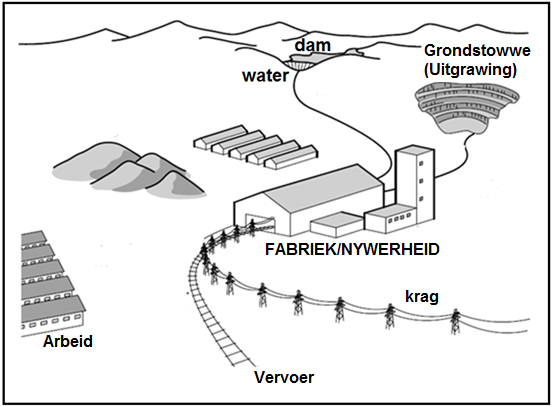 dam
water
Grondstowwe
(Uitgrawing)
FABRIEK/NYWERHEID
krag
Arbeid
Vervoer